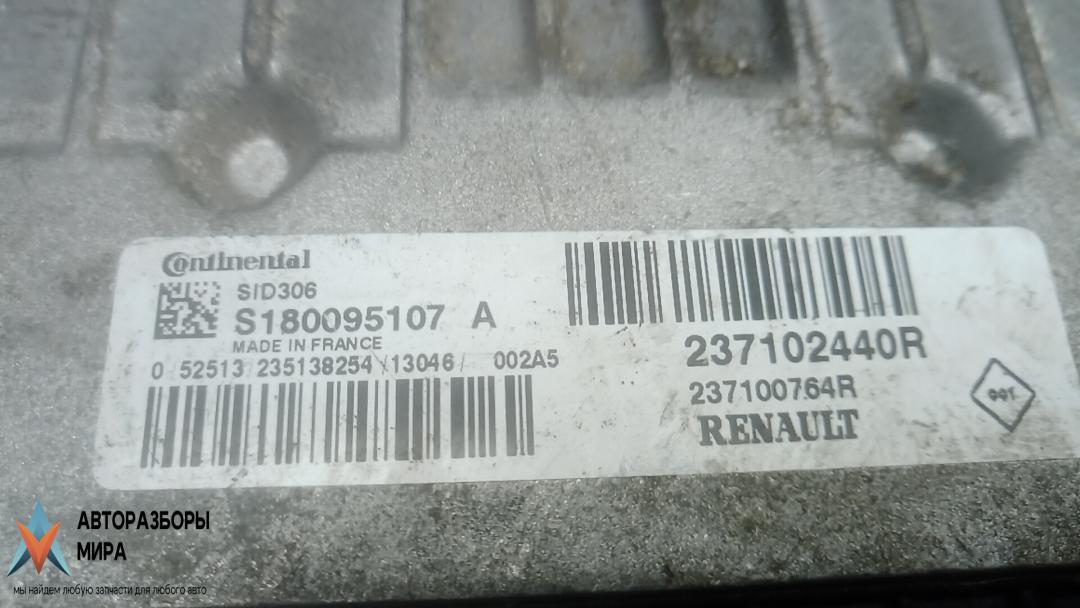 Continental
SID306
S180095107 A
MADE IN FRANCE
0 52513 235138254 13046 002A5
237102440R
237100764R
RENAULT
АВТОРАЗБОРЫ
МИРА
мы найдем любую запчасти для любого авто